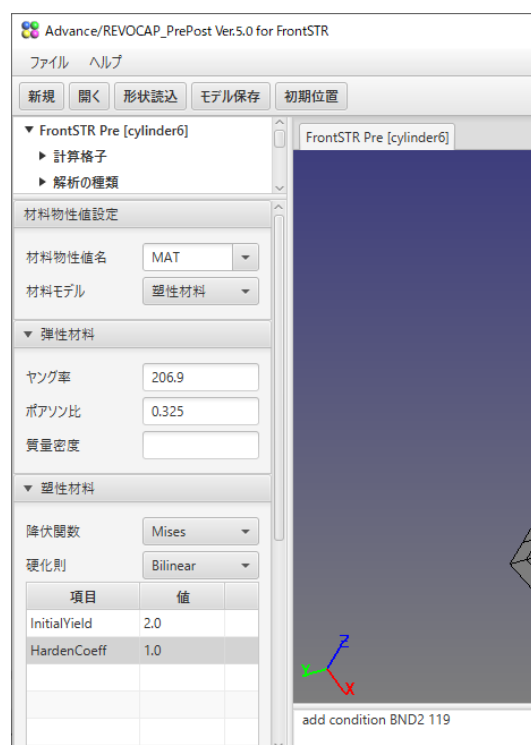 Advance/REVOCAP_PrePost Ver.5.0 for FrontSTR
ファイル ヘルプ
新規 開く 形状読込 モデル保存 初期位置
▼ FrontSTR Pre [cylinder6]
▶ 計算格子
▶ 解析の種類
FrontSTR Pre [cylinder6]
材料物性値設定
材料物性値名 MAT
材料モデル 塑性材料
▼ 弾性材料
ヤング率 206.9
ポアソン比 0.325
質量密度
▼ 塑性材料
降伏関数 Mises
硬化則 Bilinear
項目 値
InitialYield 2.0
HardenCoeff 1.0
Z
Y
X
add condition BND2 119